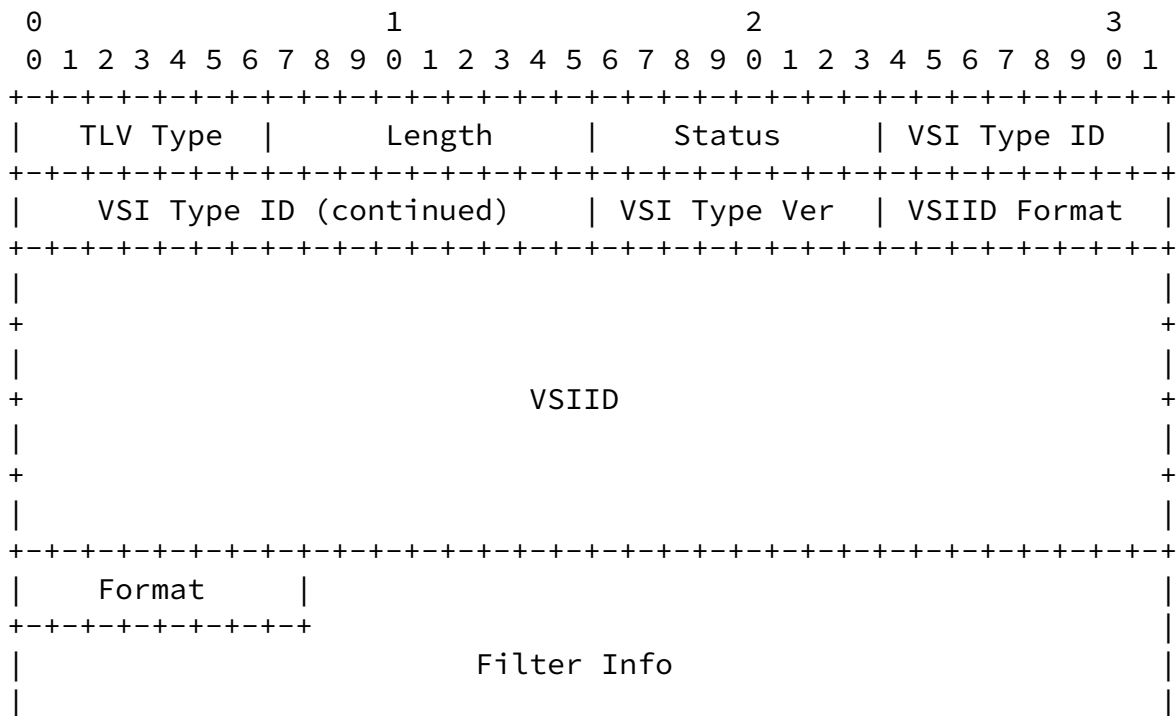 0                   1                   2                   3
 0 1 2 3 4 5 6 7 8 9 0 1 2 3 4 5 6 7 8 9 0 1 2 3 4 5 6 7 8 9 0 1
+-+-+-+-+-+-+-+-+-+-+-+-+-+-+-+-+-+-+-+-+-+-+-+-+-+-+-+-+-+-+-+-+
|   TLV Type  |      Length     |    Status     | VSI Type ID   |
+-+-+-+-+-+-+-+-+-+-+-+-+-+-+-+-+-+-+-+-+-+-+-+-+-+-+-+-+-+-+-+-+
|    VSI Type ID (continued)    | VSI Type Ver  | VSIID Format  |
+-+-+-+-+-+-+-+-+-+-+-+-+-+-+-+-+-+-+-+-+-+-+-+-+-+-+-+-+-+-+-+-+
|                                                               |
+                                                               +
|                                                               |
+                            VSIID                              +
|                                                               |
+                                                               +
|                                                               |
+-+-+-+-+-+-+-+-+-+-+-+-+-+-+-+-+-+-+-+-+-+-+-+-+-+-+-+-+-+-+-+-+
|    Format     |                                               |
+-+-+-+-+-+-+-+-+                                               |
|                         Filter Info                           |
|                                                               |